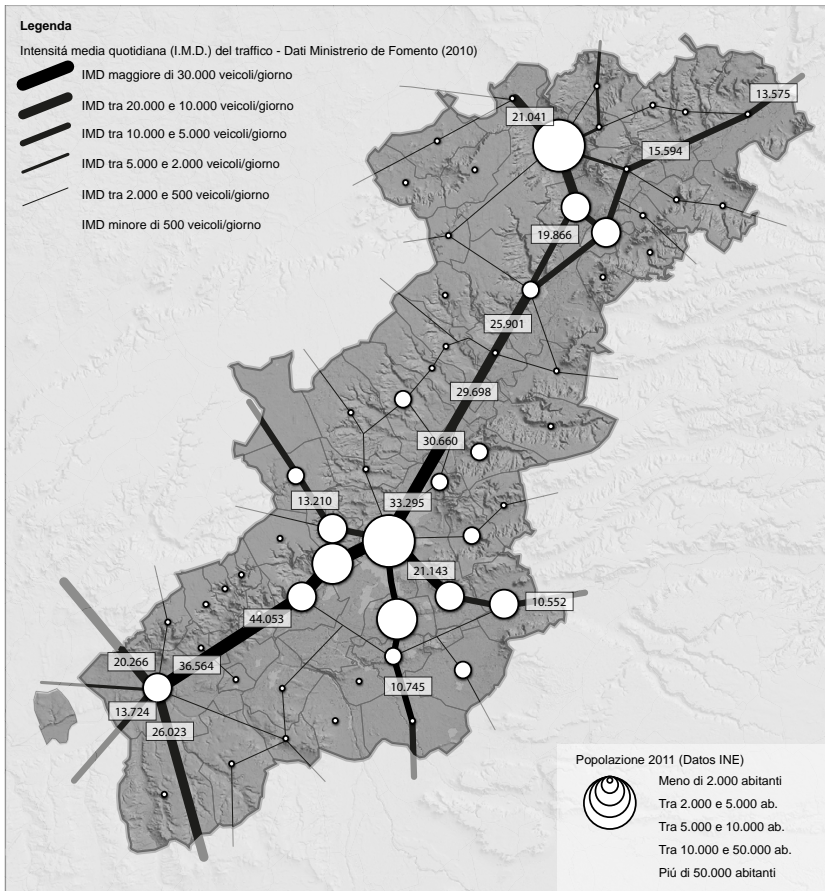 Legenda
Intensitá media quotidiana (I.M.D.) del traffico - Dati Ministrerio de Fomento (2010)
IMD maggiore di 30.000 veicoli/giorno
IMD tra 20.000 e 10.000 veicoli/giorno
IMD tra 10.000 e 5.000 veicoli/giorno
IMD tra 5.000 e 2.000 veicoli/giorno
IMD tra 2.000 e 500 veicoli/giorno
IMD minore di 500 veicoli/giorno
13.575
21.041
15.594
19.866
25.901
29.698
30.660
13.210
33.295
21.143
10.552
44.053
20.266
36.564
10.745
13.724
26.023
Popolazione 2011 (Datos INE)
Meno di 2.000 abitanti
Tra 2.000 e 5.000 ab.
Tra 5.000 e 10.000 ab.
Tra 10.000 e 50.000 ab.
Piú di 50.000 abitanti